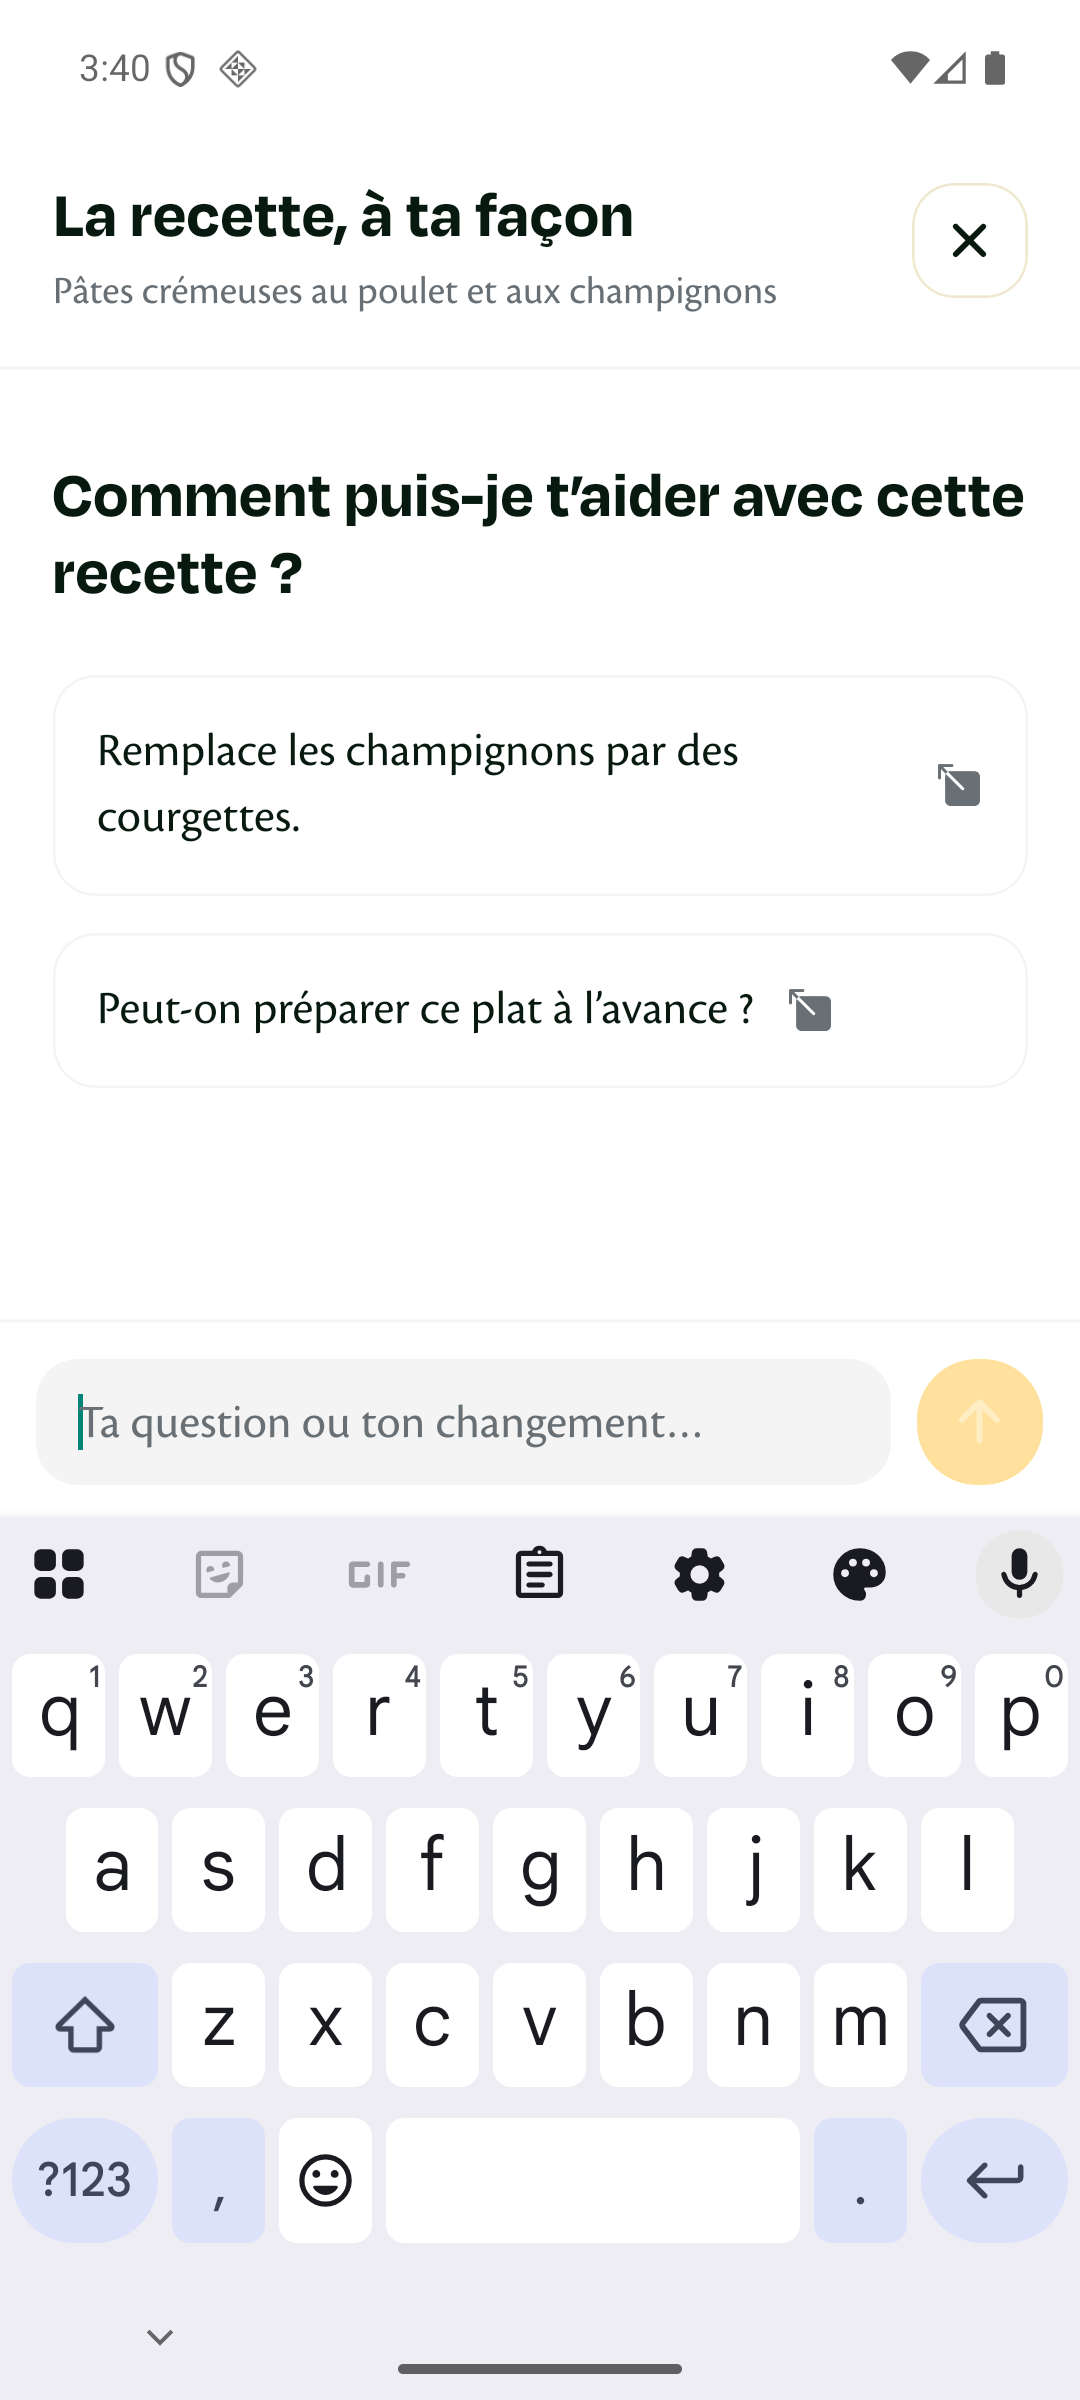 3:40
La recette, à ta façon
Pâtes crémeuses au poulet et aux champignons
Comment puis-je t’aider avec cette
recette ?
Remplace les champignons par des
courgettes.
Peut-on préparer ce plat à l’avance ?
Ta question ou ton changement...
GIF
q1 w2 e3 r4 t5 y6 u7 i8 o9 p0
a s d f g h j k l
z x c v b n m
?123 , .